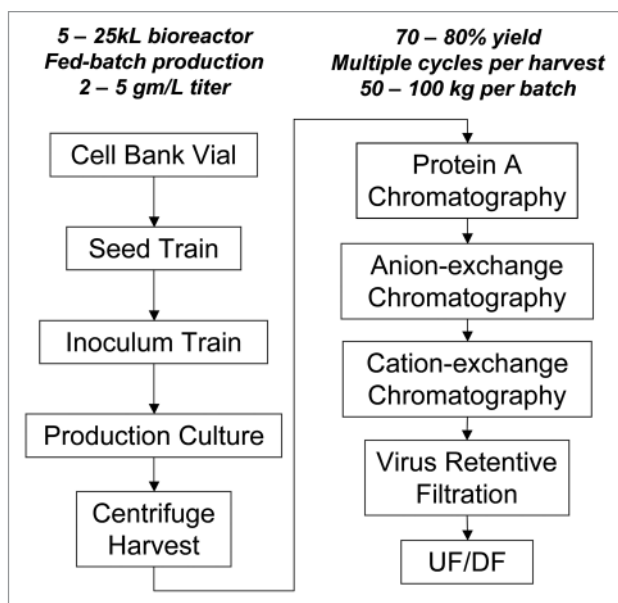 5 – 25kL bioreactor
Fed-batch production
2 – 5 gm/L titer
Cell Bank Vial
Seed Train
Inoculum Train
Production Culture
Centrifuge
Harvest
70 – 80% yield
Multiple cycles per harvest
50 – 100 kg per batch
Protein A
Chromatography
Anion-exchange
Chromatography
Cation-exchange
Chromatography
Virus Retentive
Filtration
UF/DF